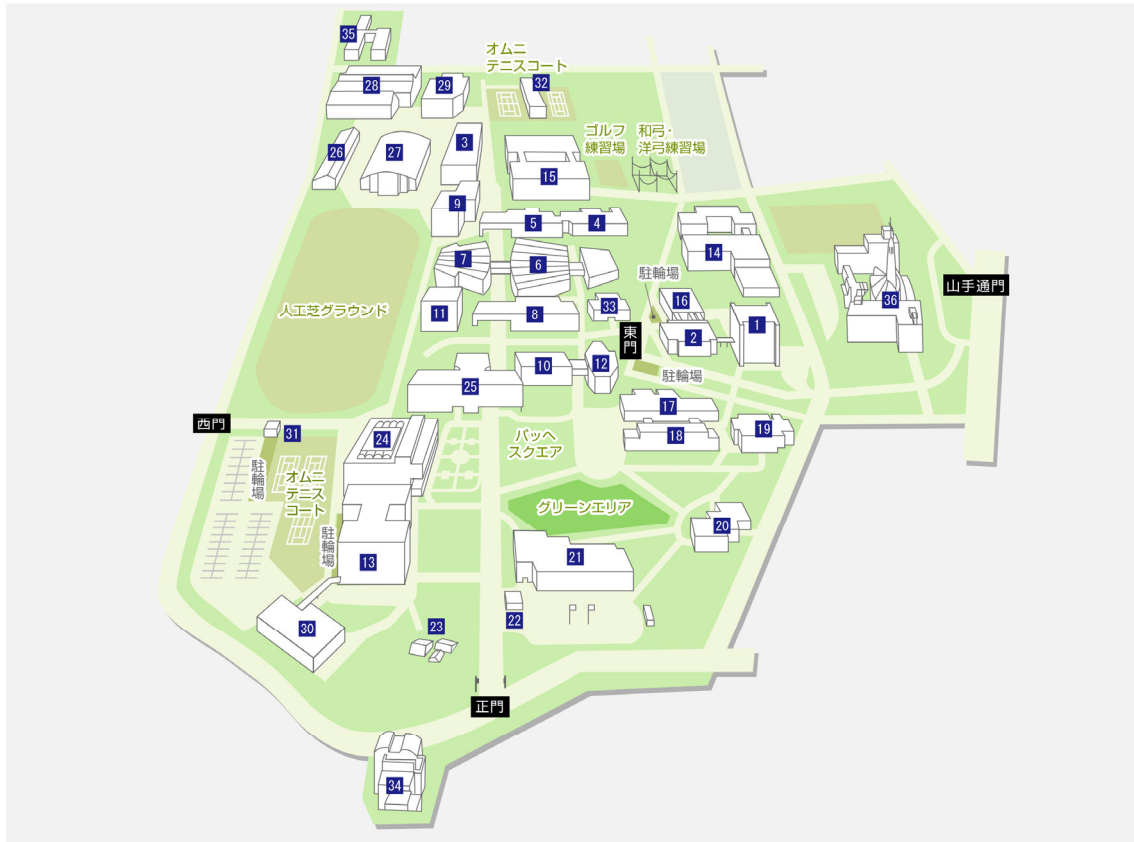 35
オムニ
テニスコート
28
29
32
ゴルフ
練習場
和弓・
洋弓練習場
26
27
3
15
9
5
4
7
6
14
駐輪場
36
山手通門
人工芝グラウンド
11
8
33
16
東門
2
1
10
12
25
駐輪場
17
西門
31
24
パッヘ
スクエア
18
19
駐輪場
オムニ
テニス
コート
グリーンエリア
駐輪場
13
20
21
30
23
22
正門
34